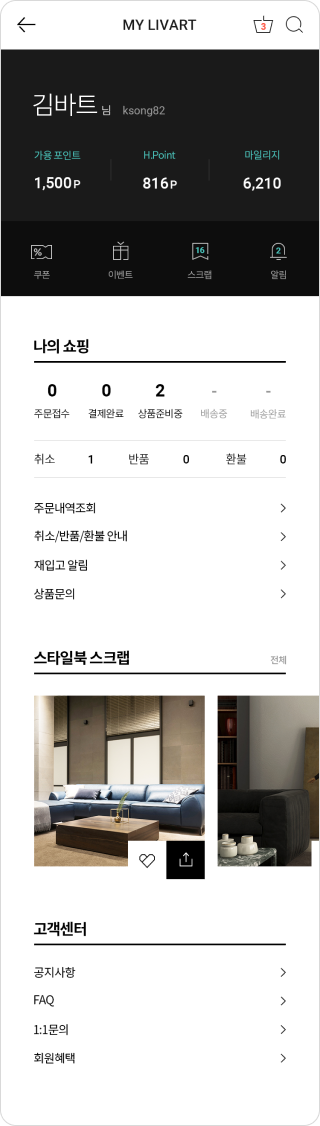 MY LIVART
3
김바트 님 ksong82
가용 포인트 H.Point 마일리지
1,500 P 816 P 6,210
% 16 2
쿠폰 이벤트 스크랩 알림
나의 쇼핑
0 0 2 - -
주문접수 결제완료 상품준비중 배송중 배송완료
취소 1 반품 0 환불 0
주문내역조회
취소/반품/환불 안내
재입고 알림
상품문의
스타일북 스크랩 전체
고객센터
공지사항
FAQ
1:1문의
회원혜택